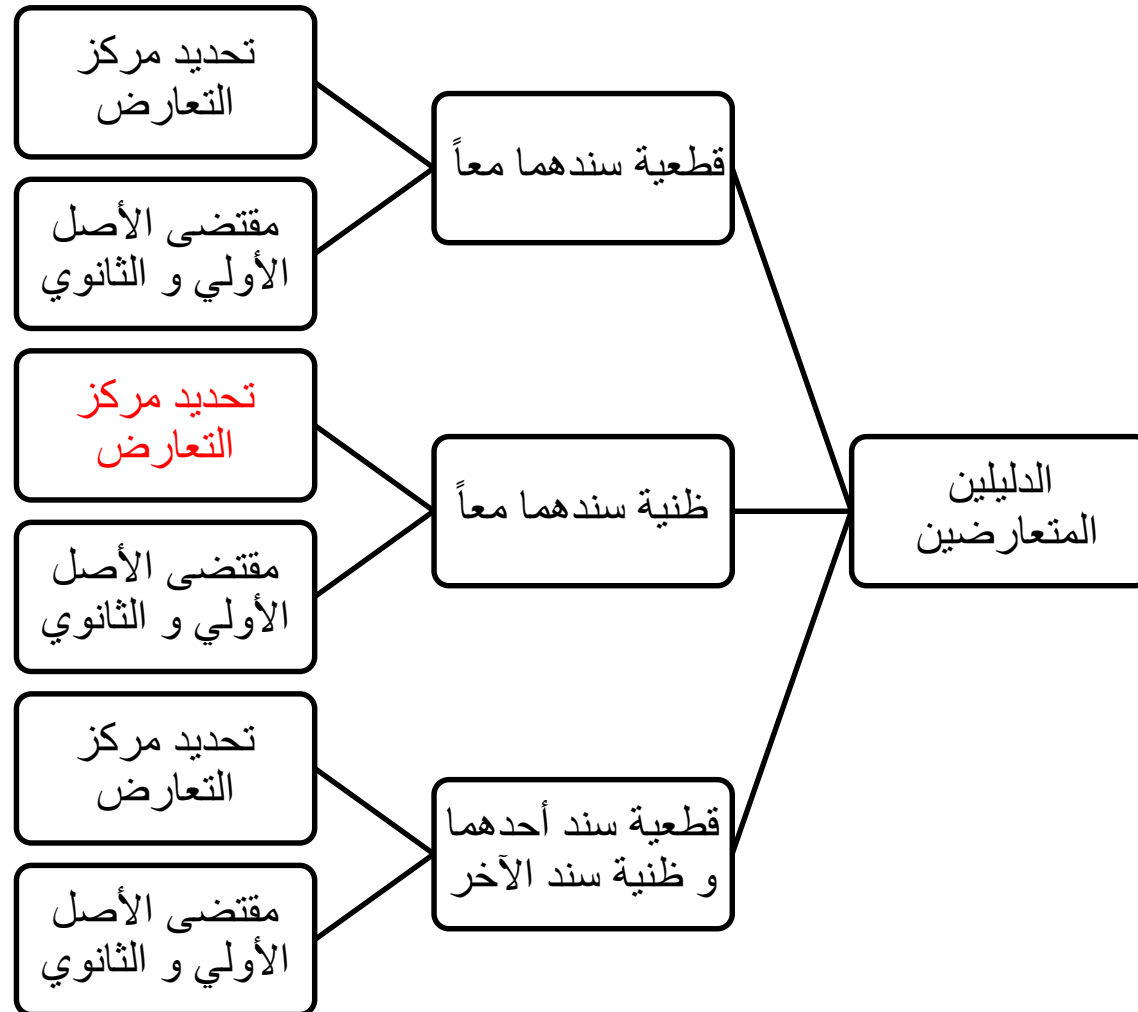 الدليلين
المتعارضين
قطعية سندهما معاً
تحديد مركز
التعارض
مقتضى الأصل
الأولي و الثانوي
ظنية سندهما معاً
تحديد مركز
التعارض
مقتضى الأصل
الأولي و الثانوي
قطعية سند أحدهما
و ظنية سند الآخر
تحديد مركز
التعارض
مقتضى الأصل
الأولي و الثانوي